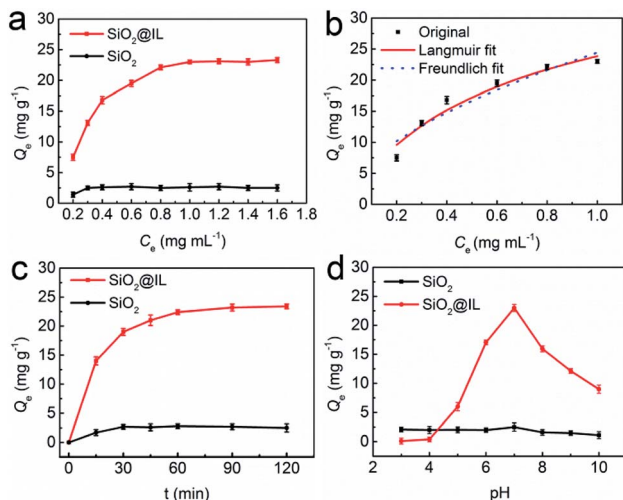 a
SiO2@IL
SiO2
Qe (mg g-1)
30
25
20
15
10
5
0
0.2 0.4 0.6 0.8 1.0 1.2 1.4 1.6 1.8
Ce (mg mL-1)
b
Original
Langmuir fit
Freundlich fit
Qe (mg g-1)
30
25
20
15
10
5
0
0.2 0.4 0.6 0.8 1.0
Ce (mg mL-1)
c
SiO2@IL
SiO2
Qe (mg g-1)
30
25
20
15
10
5
0
0 30 60 90 120
t (min)
d
SiO2
SiO2@IL
Qe (mg g-1)
30
25
20
15
10
5
0
2 4 6 8 10
pH